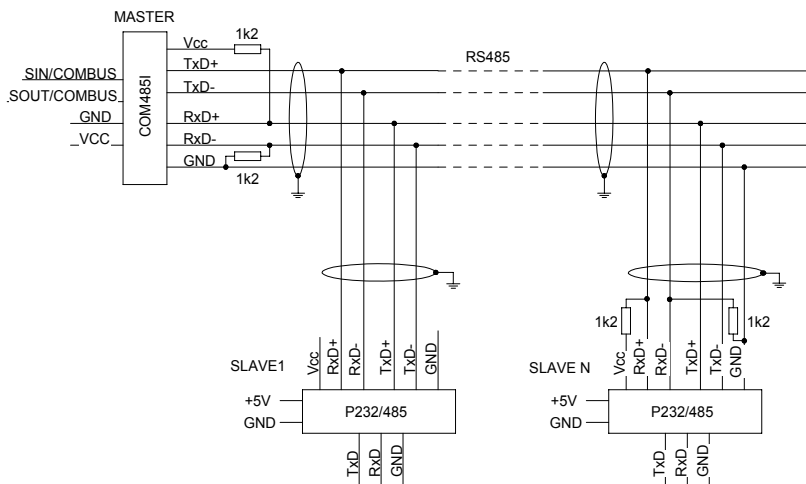 MASTER
1k2
Vcc
RS485
TxD+
SIN/COMBUS
TxD-
SOUT/COMBUS
COM485I
GND
RxD+
VCC
RxD-
GND
1k2
1k2
1k2
SLAVE1
Vcc
RxD+
RxD-
TxD+
TxD-
GND
SLAVE N
Vcc
RxD+
RxD-
TxD+
TxD-
GND
+5V
P232/485
GND
+5V
P232/485
GND
TxD
RxD
GND
TxD
RxD
GND